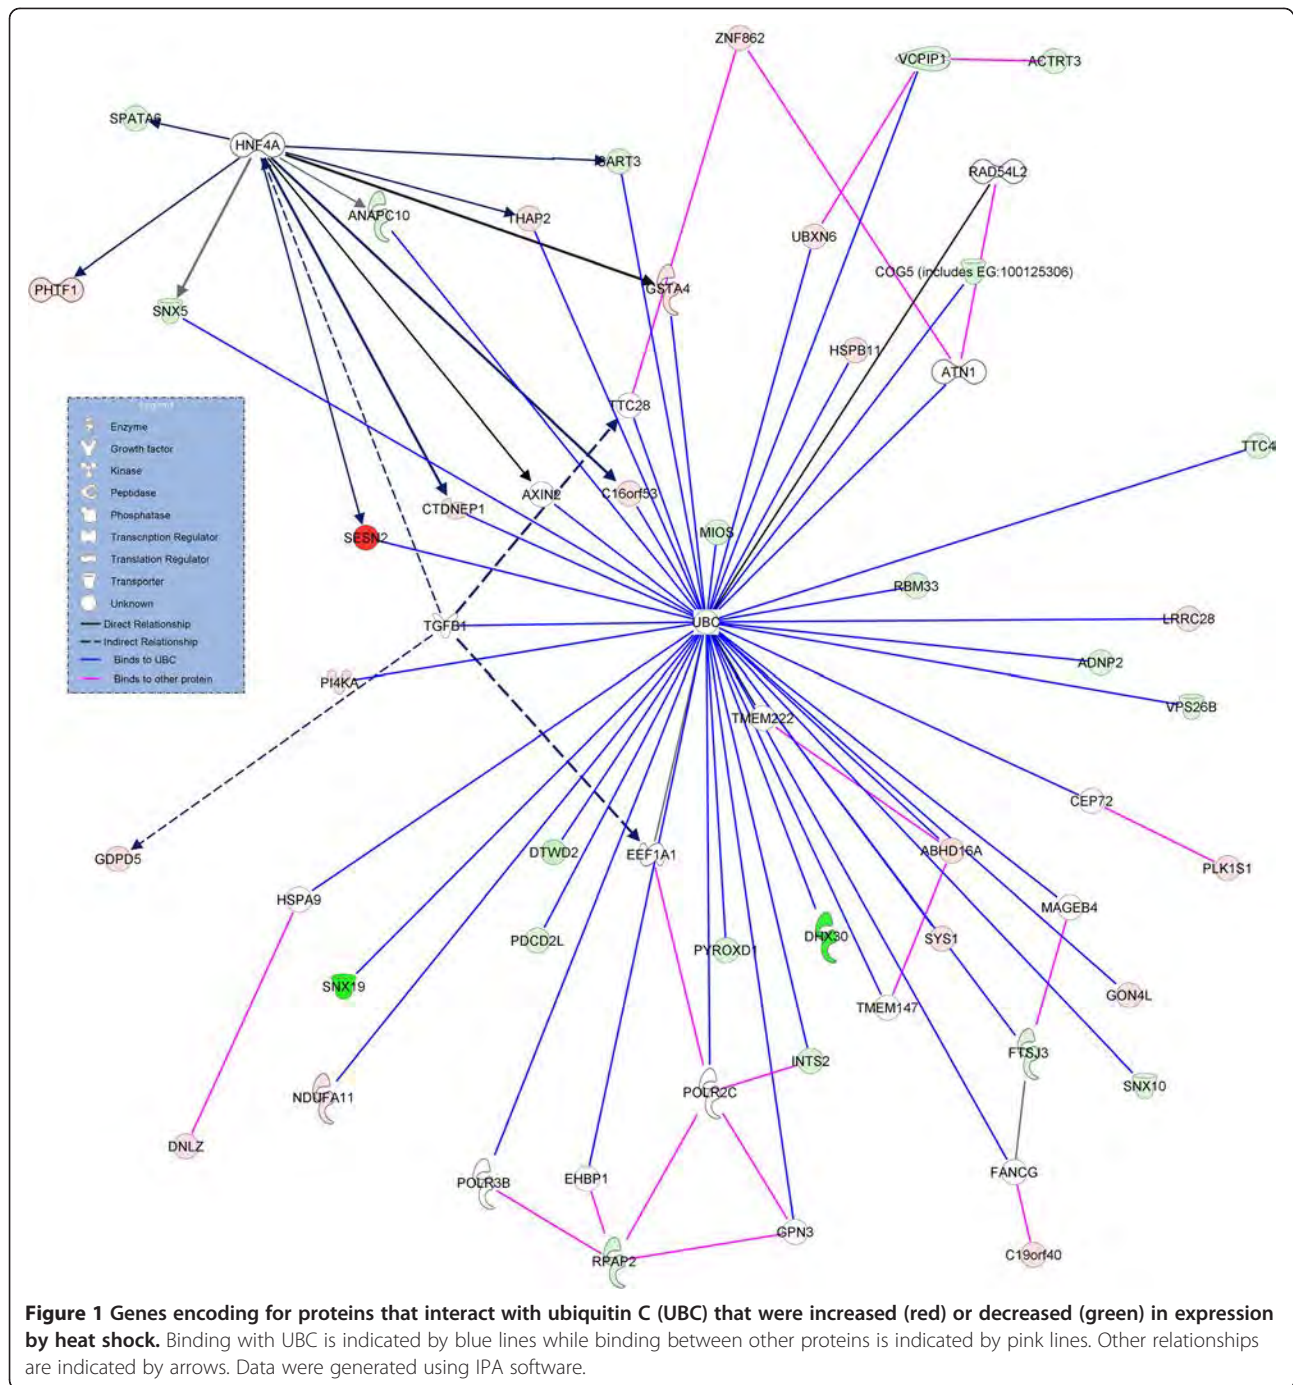 ZNF862
VCPIP1
ACTRT3
SPATA6
HNF4A
SART3
RAD54L2
ANAPC10
THAP2
UBXN6
COG5 (includes EG:100125306)
PHTF1
SNX5
GSTA4
HSPB11
ATN1
TTC28
TTC4
CTDNEP1
AXIN2
C16orf53
SESN2
MIOS
RBM33
TGFB1
UBC
LRRC28
ADNP2
PI4KA
VPS26B
TMEM222
CEP72
GDPD5
DTWD2
EEF1A1
ABHD16A
PLK1S1
HSPA9
MAGEB4
PDCD2L
PYROXD1
DHX30
SYS1
SNX19
TMEM147
GON4L
NDUFA11
POLR2C
INTS2
FTSJ3
SNX10
DNLZ
POLR3B
EHBP1
FANCG
GPN3
RPAP2
C19orf40
Legend
Enzyme
Growth factor
Kinase
Peptidase
Phosphatase
Transcription Regulator
Translation Regulator
Transporter
Unknown
Direct Relationship
Indirect Relationship
Binds to UBC
Binds to other protein
Figure 1 Genes encoding for proteins that interact with ubiquitin C (UBC) that were increased (red) or decreased (green) in expression
by heat shock. Binding with UBC is indicated by blue lines while binding between other proteins is indicated by pink lines. Other relationships
are indicated by arrows. Data were generated using IPA software.